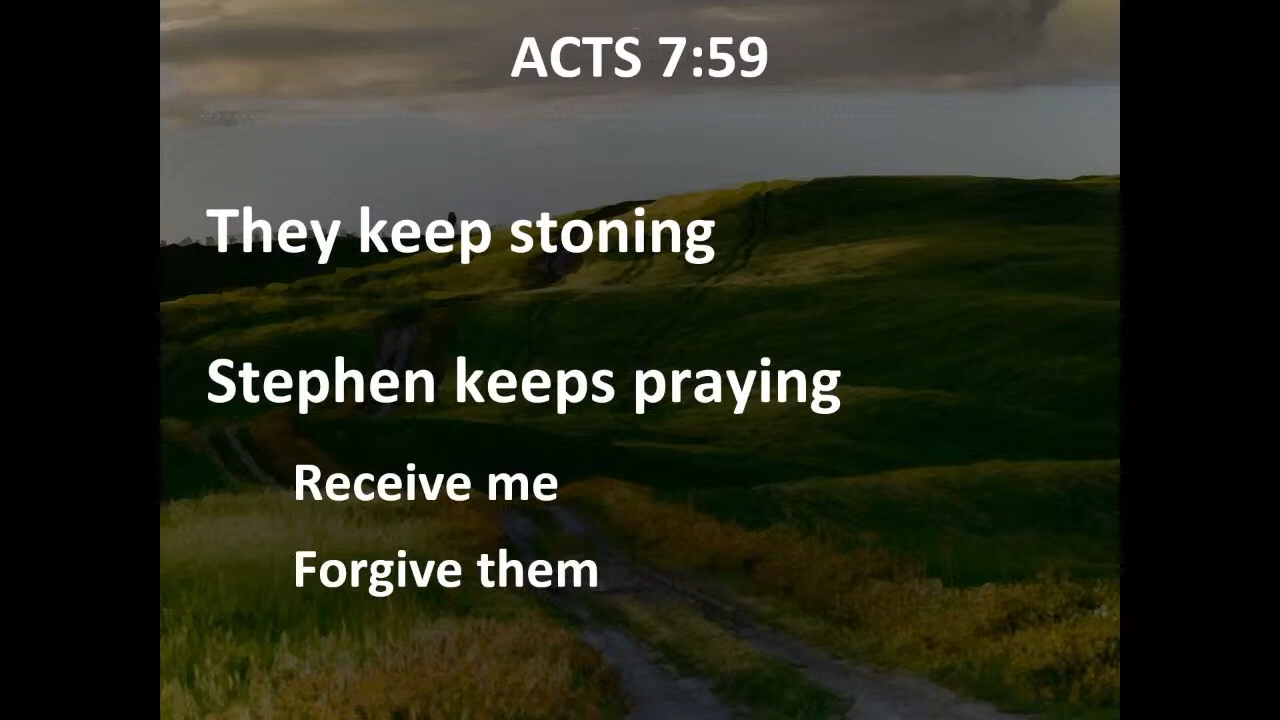 ACTS 7:59
They keep stoning
Stephen keeps praying
Receive me
Forgive them